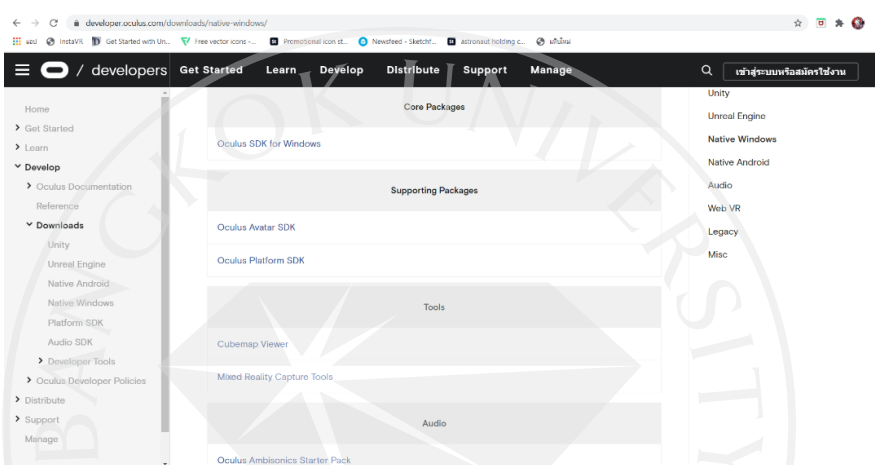 developer.oculus.com/downloads/native-windows/
แอป InstaVR Get Started with Un... Free vector icons -... Promotional icon st... Newsfeed - Sketchf... astronaut holding c... แก้บใหม่
/ developers Get Started Learn Develop Distribute Support Manage เข้าสู่ระบบหรือสมัครใช้งาน
Home
Get Started
Learn
Develop
Oculus Documentation
Reference
Downloads
Unity
Unreal Engine
Native Android
Native Windows
Platform SDK
Audio SDK
Developer Tools
Oculus Developer Policies
Distribute
Support
Manage
Core Packages
Oculus SDK for Windows
Supporting Packages
Oculus Avatar SDK
Oculus Platform SDK
Tools
Cubemap Viewer
Mixed Reality Capture Tools
Audio
Oculus Ambisonics Starter Pack
Unity
Unreal Engine
Native Windows
Native Android
Audio
Web VR
Legacy
Misc
BANGKOK UNIVERSITY